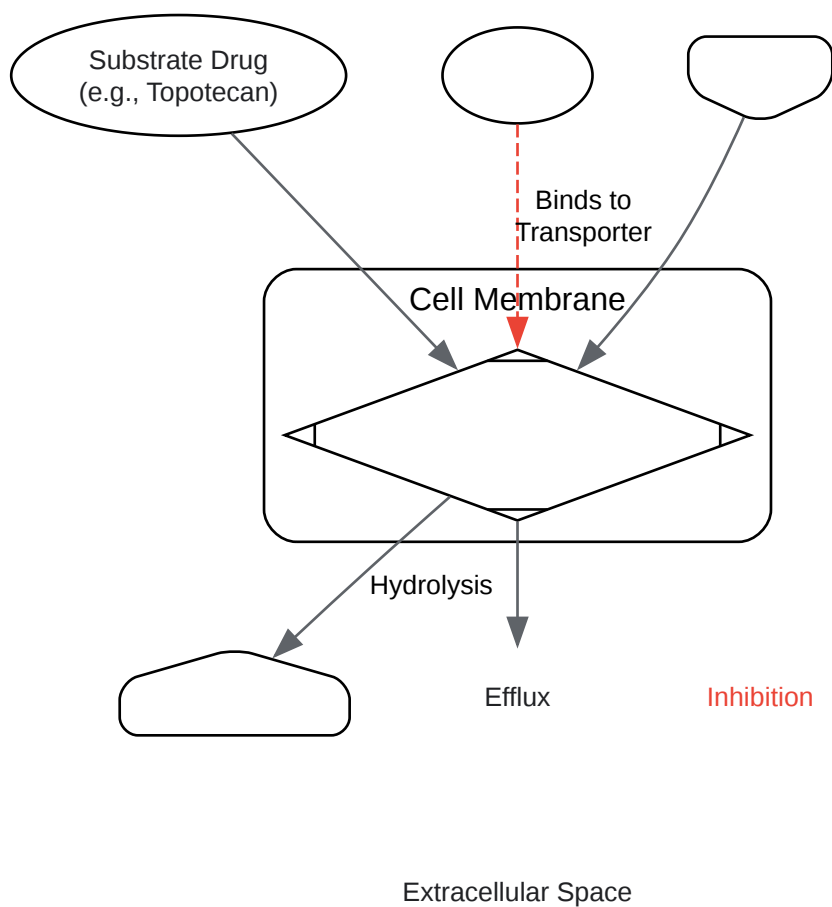 Substrate Drug
(e.g., Topotecan)
Binds to
Transporter
Cell Membrane
Hydrolysis
Efflux
Inhibition
Extracellular Space